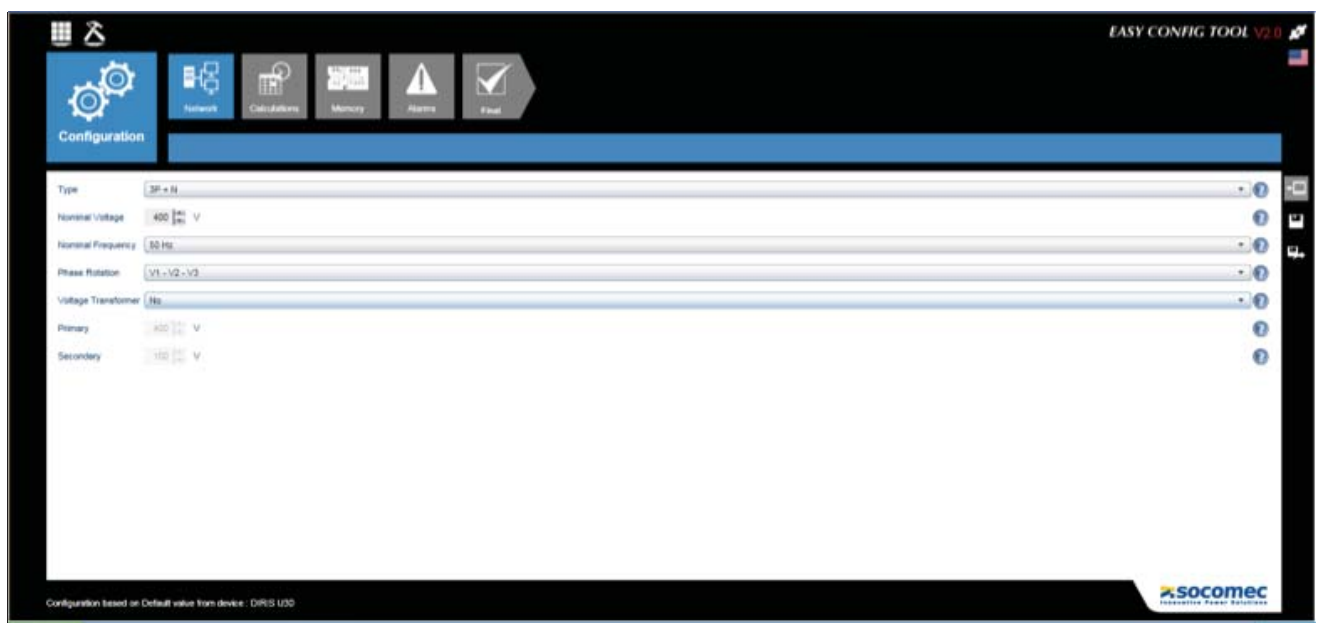 EASY CONFIG TOOL V2.0
Configuration
Network
Calculations
Memory
Alarms
Final
Type 3P + N
Nominal Voltage 400 V
Nominal Frequency 50 Hz
Phase Rotation V1 - V2 - V3
Voltage Transformer No
Primary 400 V
Secondery 100 V
Configuration based on Default value from device : DIRIS U30
socomec
Innovative Power Solutions